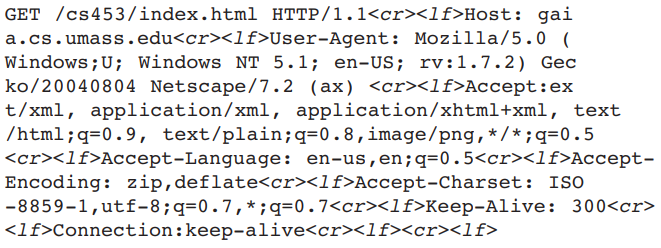 GET /cs453/index.html HTTP/1.1<cr><lf>Host: gai
a.cs.umass.edu<cr><lf>User-Agent: Mozilla/5.0 (
Windows;U; Windows NT 5.1; en-US; rv:1.7.2) Gec
ko/20040804 Netscape/7.2 (ax) <cr><lf>Accept:ex
t/xml, application/xml, application/xhtml+xml, text
/html;q=0.9, text/plain;q=0.8,image/png,*/*;q=0.5
<cr><lf>Accept-Language: en-us,en;q=0.5<cr><lf>Accept-
Encoding: zip,deflate<cr><lf>Accept-Charset: ISO
-8859-1,utf-8;q=0.7,*;q=0.7<cr><lf>Keep-Alive: 300<cr>
<lf>Connection:keep-alive<cr><lf><cr><lf>